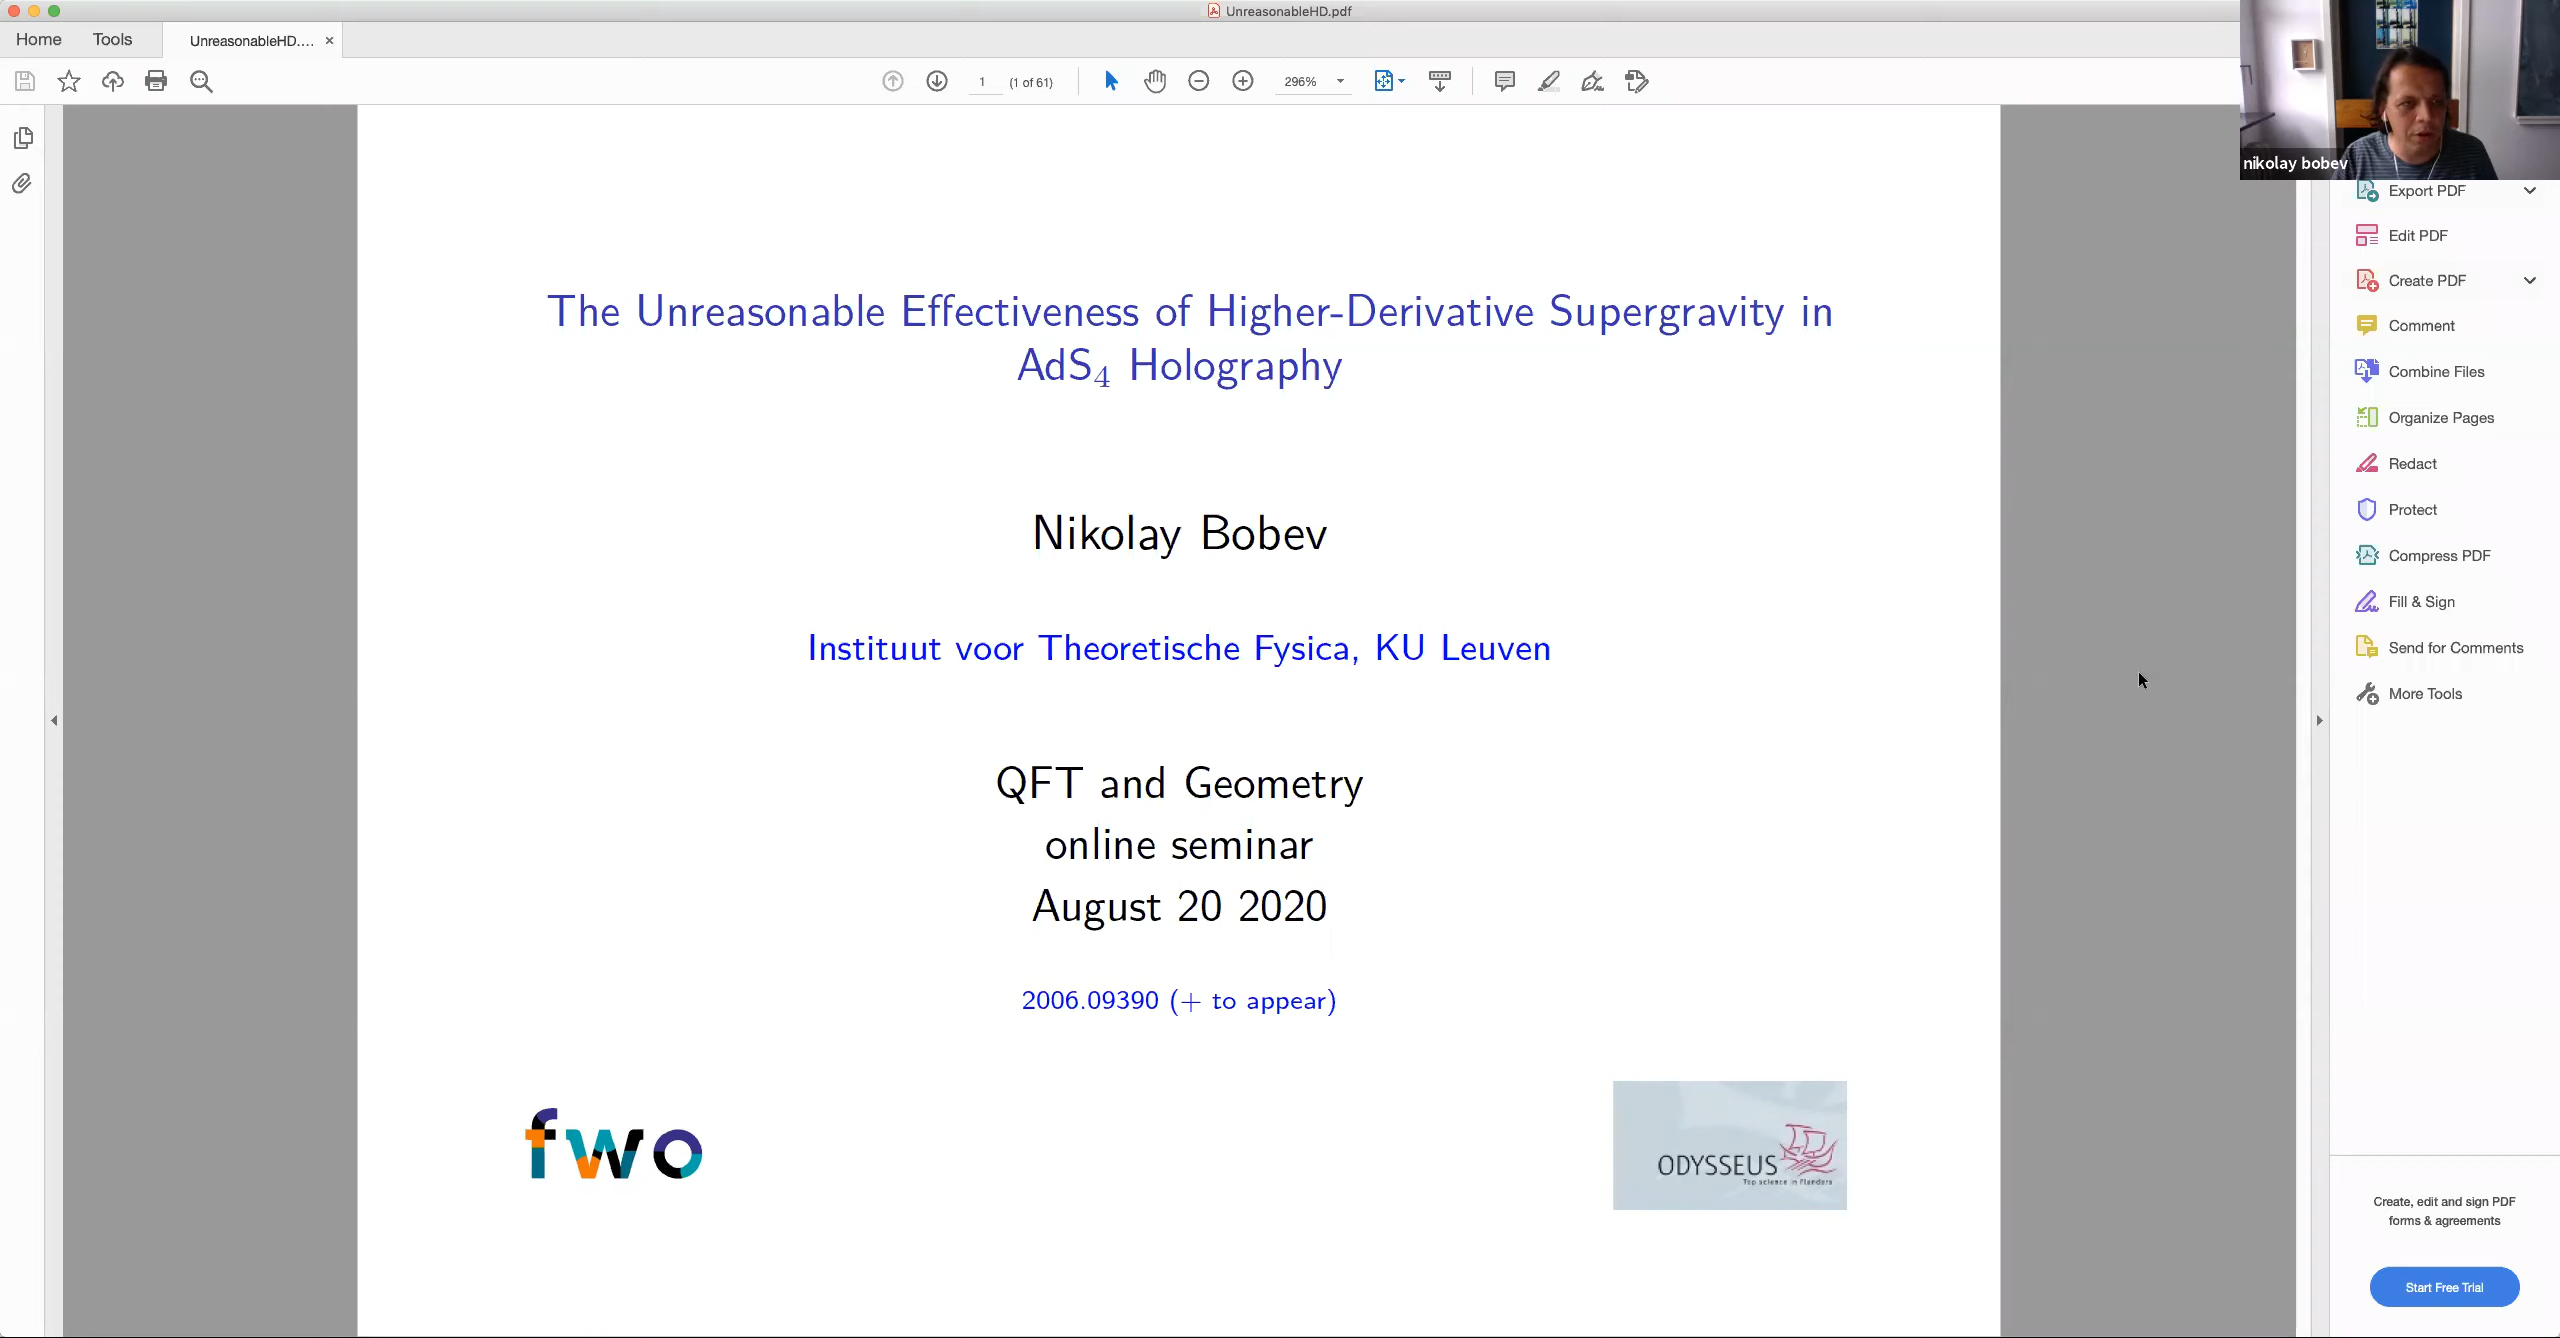 UnreasonableHD.pdf
Home
Tools
UnreasonableHD....
1 (1 of 61)
296%
nikolay bobev
The Unreasonable Effectiveness of Higher-Derivative Supergravity in
AdS4 Holography
Nikolay Bobev
Instituut voor Theoretische Fysica, KU Leuven
QFT and Geometry
online seminar
August 20 2020
2006.09390 (+ to appear)
fwo
ODYSSEUS
Top science in Flanders
Export PDF
Edit PDF
Create PDF
Comment
Combine Files
Organize Pages
Redact
Protect
Compress PDF
Fill & Sign
Send for Comments
More Tools
Create, edit and sign PDF
forms & agreements
Start Free Trial